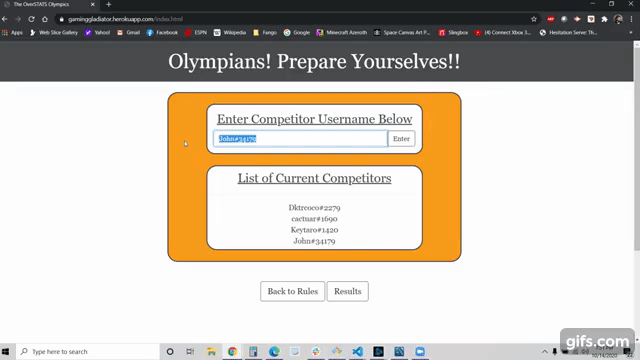 The OverSTATS Olympics
gaminggladiator.herokuapp.com/index.html
Apps
Web Slice Gallery
Yahoo!
Gmail
Facebook
ESPN
Wikipedia
Google
Minecraft Azeroth
Space Canvas Art P...
Slingbox
(4) Connect Xbox 3...
Hesitation Server: Th...
Olympians! Prepare Yourselves!!
Enter Competitor Username Below
John#34179
Enter
List of Current Competitors
Dktrcoco#2279
cactuar#1690
Keytaro#1420
John#34179
Back to Rules
Results
Type here to search
10/14/2020
gifs.com